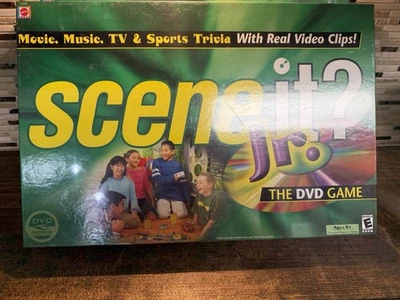 Movie, Music, TV & Sports Trivia With Real Video Clips!
scene it?
Jr.
THE DVD GAME
DVD
Ages 8+
E